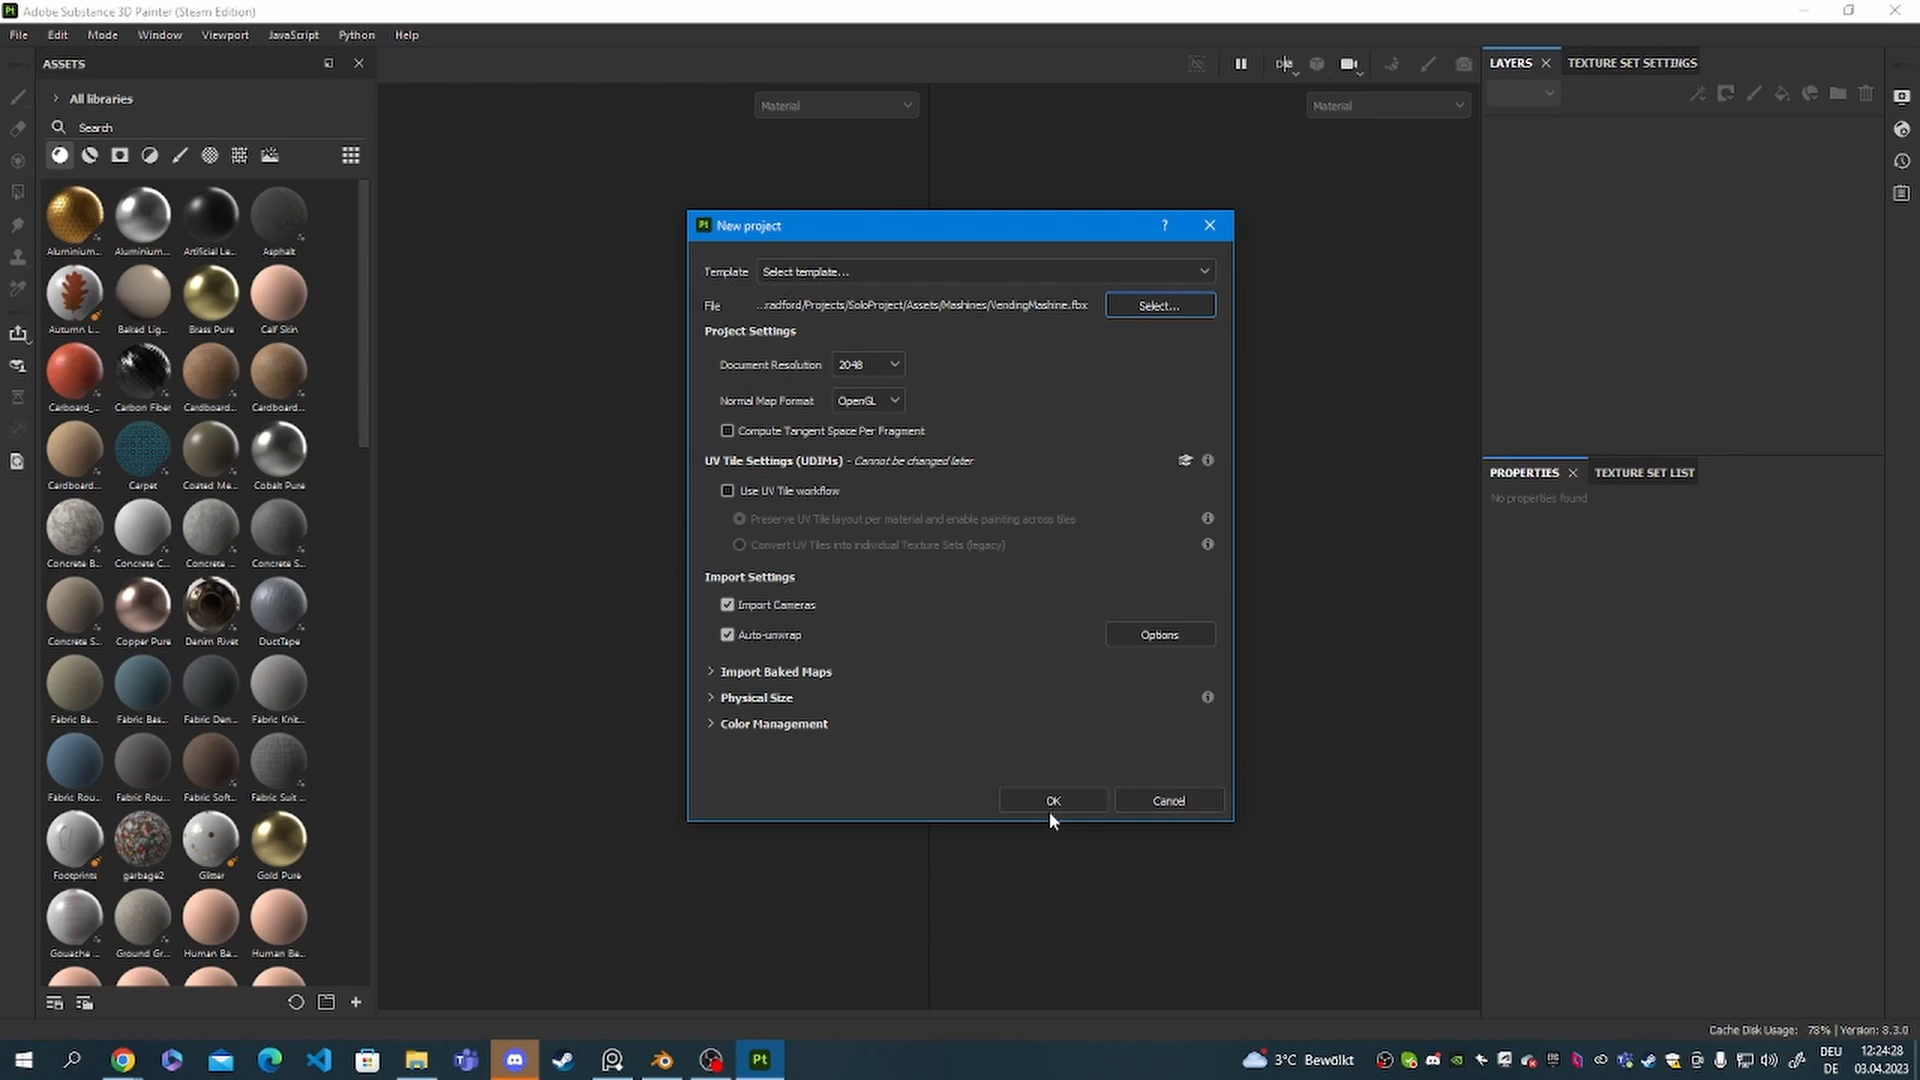 Adobe Substance 3D Painter (Steam Edition)
File Edit Mode Window Viewport JavaScript Python Help
ASSETS
All libraries
Search
Aluminium... Aluminium... Artificial Le... Asphalt
Autumn L... Baked Lig... Brass Pure Calf Skin
Carboard_... Carbon Fiber Cardboard... Cardboard...
Cardboard... Carpet Coated Me... Cobalt Pure
Concrete B... Concrete C... Concrete ... Concrete S...
Concrete S... Copper Pure Denim Rivet DuctTape
Fabric Ba... Fabric Bas... Fabric Den... Fabric Knit...
Fabric Rou... Fabric Rou... Fabric Soft... Fabric Suit ...
Footprints garbage2 Glitter Gold Pure
Gouache ... Ground Gr... Human Ba... Human Be...
Material
Material
Pt New project
Template Select template...
File ...radford/Projects/SoloProject/Assets/Mashines/VendingMashine.fbx Select...
Project Settings
Document Resolution 2048
Normal Map Format OpenGL
Compute Tangent Space Per Fragment
UV Tile Settings (UDIMs) - Cannot be changed later
Use UV Tile workflow
Preserve UV Tile layout per material and enable painting across tiles
Convert UV Tiles into individual Texture Sets (legacy)
Import Settings
Import Cameras
Auto-unwrap Options
Import Baked Maps
Physical Size
Color Management
OK Cancel
LAYERS TEXTURE SET SETTINGS
PROPERTIES TEXTURE SET LIST
No properties found
Cache Disk Usage: 78% | Version: 8.3.0
Pt
3°C Bewölkt
DEU
DE
12:24:28
03.04.2023